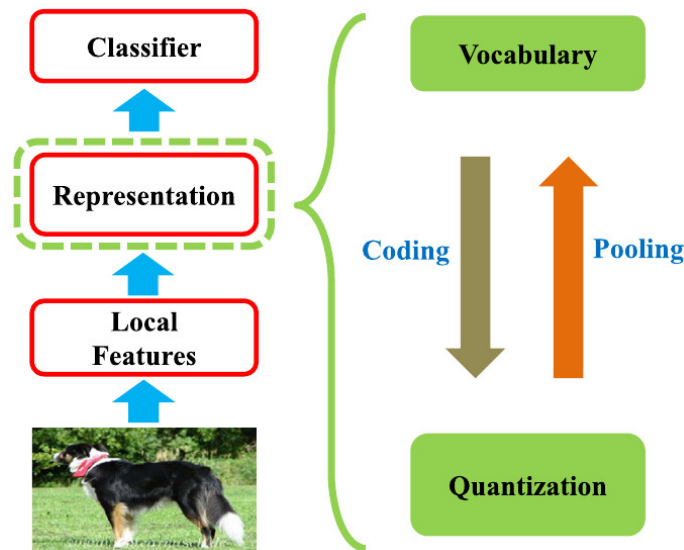 Classifier
Representation
Local
Features
Vocabulary
Coding
Pooling
Quantization